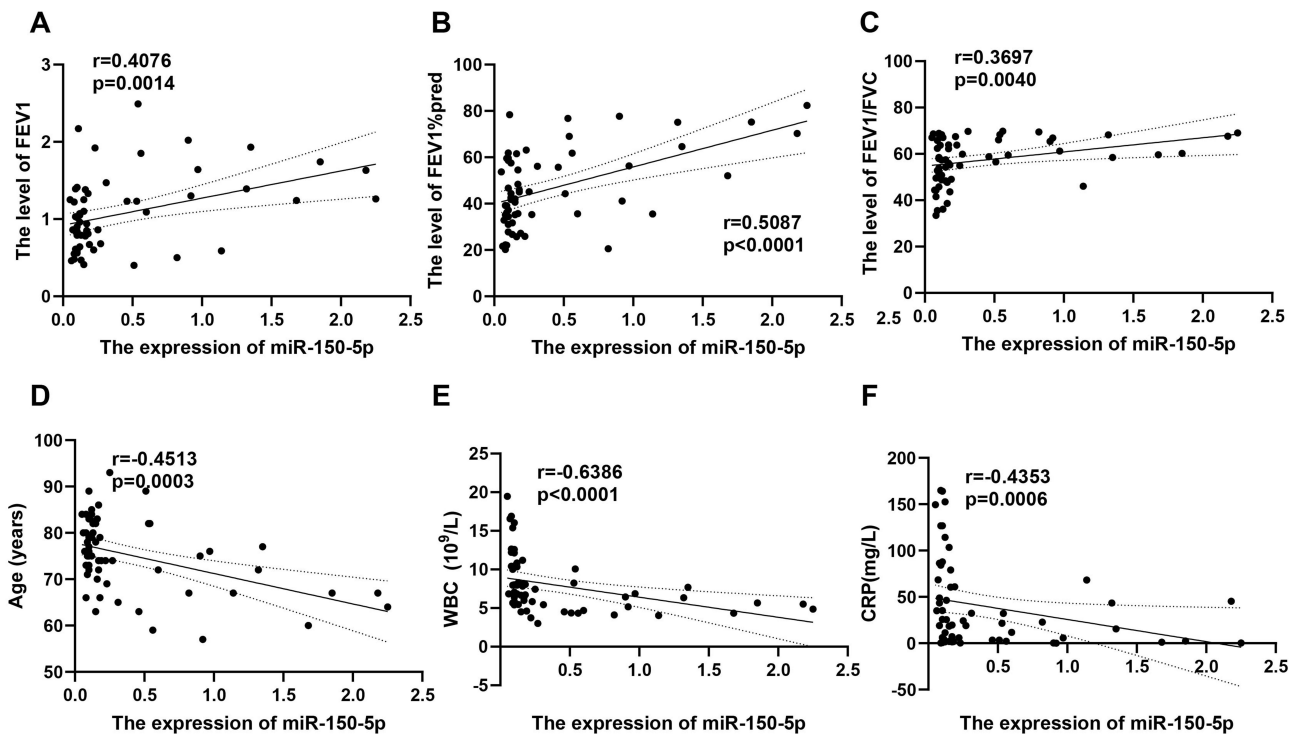 A
r=0.4076
p=0.0014
The level of FEV1
3
2
1
0
0.0 0.5 1.0 1.5 2.0 2.5
The expression of miR-150-5p
B
r=0.5087
p<0.0001
The level of FEV1%pred
100
80
60
40
20
0
0.0 0.5 1.0 1.5 2.0 2.5
The expression of miR-150-5p
C
r=0.3697
p=0.0040
The level of FEV1/FVC
100
80
60
40
20
0
2.5 0.0 0.5 1.0 1.5 2.0 2.5
The expression of miR-150-5p
D
r=-0.4513
p=0.0003
Age (years)
100
90
80
70
60
50
0.0 0.5 1.0 1.5 2.0 2.5
The expression of miR-150-5p
E
r=-0.6386
p<0.0001
WBC (10⁹/L)
25
20
15
10
5
0
-5
0.5 1.0 1.5 2.0 2.5
The expression of miR-150-5p
F
r=-0.4353
p=0.0006
CRP(mg/L)
200
150
100
50
0
-50
0.5 1.0 1.5 2.0 2.5
The expression of miR-150-5p